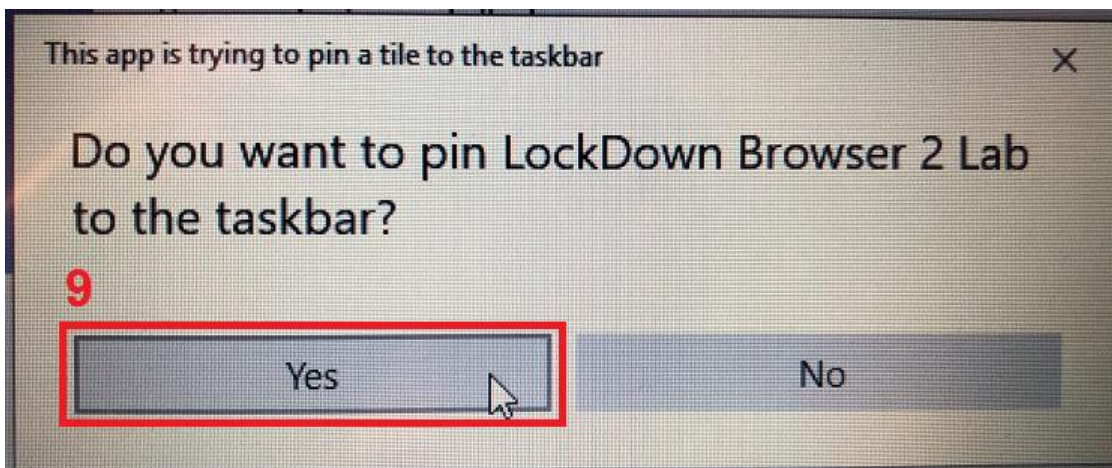 This app is trying to pin a tile to the taskbar
Do you want to pin LockDown Browser 2 Lab
to the taskbar?
9
Yes
No